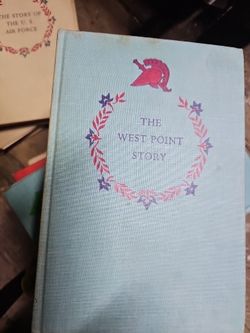 THE STORY OF
THE U. S.
AIR FORCE
THE
WEST POINT
STORY